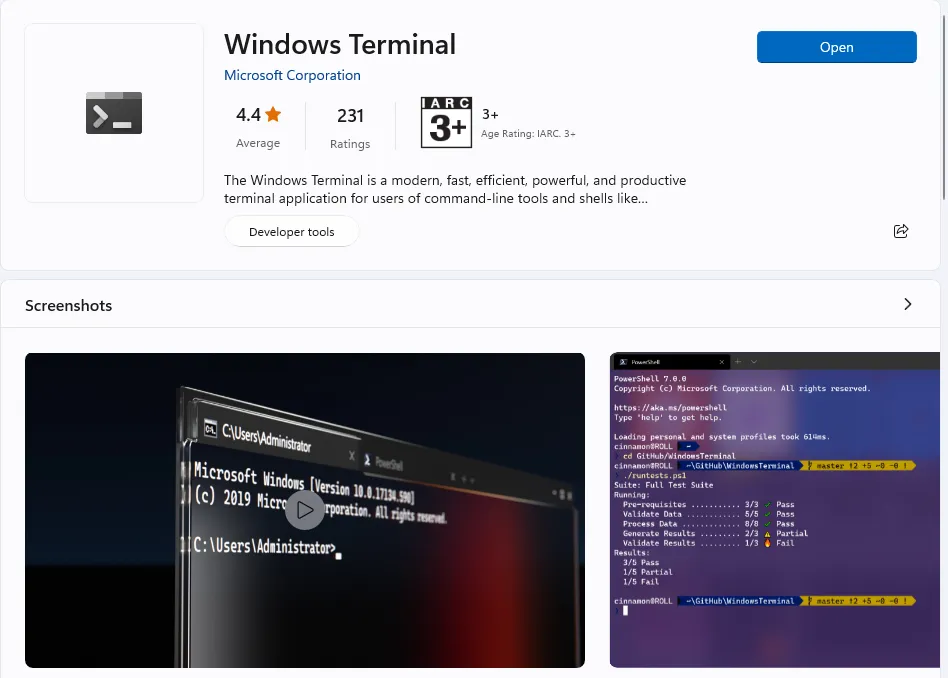 Windows Terminal
Microsoft Corporation
Open
4.4
Average
231
Ratings
IARC
3+
3+
Age Rating: IARC. 3+
The Windows Terminal is a modern, fast, efficient, powerful, and productive
terminal application for users of command-line tools and shells like...
Developer tools
Screenshots
C:\Users\Administrator
PowerShell
Microsoft Windows [Version 10.0.17134.590]
(c) 2019 Micro rporation. All rights reserved.
C:\Users\Administrator>
PowerShell
PowerShell 7.0.0
Copyright (c) Microsoft Corporation. All rights reserved.
https://aka.ms/powershell
Type 'help' to get help.
Loading personal and system profiles took 614ms.
cinnamon@ROLL ~
cd GitHub/WindowsTerminal
cinnamon@ROLL ~\GitHub\WindowsTerminal master ↑2 +5 ~0 -0 !
./runtests.ps1
Suite: Full Test Suite
Running:
Pre-requisites ........... 3/3 ✓ Pass
Validate Data ............ 5/5 ✓ Pass
Process Data ............. 8/8 ✓ Pass
Generate Results ......... 2/3 ⚠ Partial
Validate Results ......... 1/3 🔥 Fail
Results:
3/5 Pass
1/5 Partial
1/5 Fail
cinnamon@ROLL ~\GitHub\WindowsTerminal master ↑2 +5 ~0 -0 !